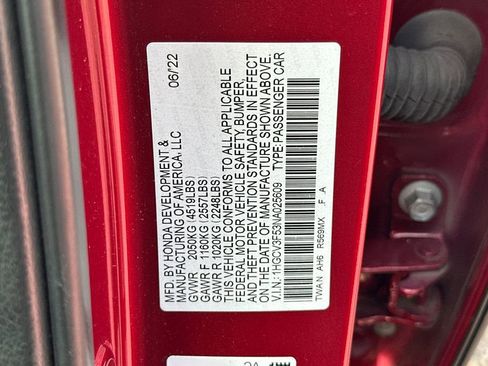 MFD. BY HONDA DEVELOPMENT &
MANUFACTURING OF AMERICA, LLC 06/22
GVWR 2050KG (4519LBS)
GAWR F 1160KG (2557LBS)
GAWR R 1020KG (2248LBS)
THIS VEHICLE CONFORMS TO ALL APPLICABLE
FEDERAL MOTOR VEHICLE SAFETY, BUMPER,
AND THEFT PREVENTION STANDARDS IN EFFECT
ON THE DATE OF MANUFACTURE SHOWN ABOVE.
V.I.N.:1HGCV3F53NA025609 TYPE:PASSENGER CAR
TWAN AH6 R569MX F A